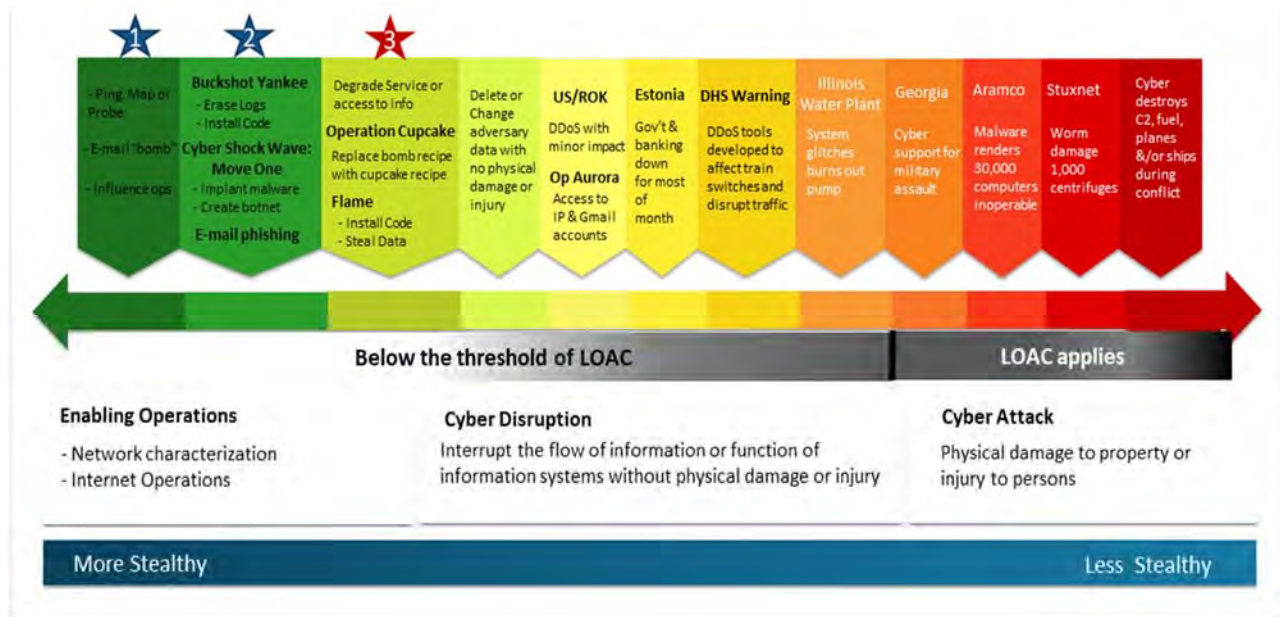 1
2
3
- Ping, Map or
Probe
- E-mail "bomb"
- Influence ops
Buckshot Yankee
- Erase Logs
- Install Code
Cyber Shock Wave:
Move One
- Implant malware
- Create botnet
E-mail phishing
Degrade Service or
access to info
Operation Cupcake
Replace bomb recipe
with cupcake recipe
Flame
- Install Code
- Steal Data
Delete or
Change
adversary
data with
no physical
damage or
injury
US/ROK
DDoS with
minor impact
Op Aurora
Access to
IP & Gmail
accounts
Estonia
Gov't &
banking
down for
most
of
month
DHS Warning
DDoS tools
developed to
affect train
switches and
disrupt traffic
Illinois
Water Plant
System
glitches
burns out
pump
Georgia
Cyber
support for
military
assault
Aramco
Malware
renders
30,000
computers
inoperable
Stuxnet
Worm
damage
1,000
centrifuges
Cyber
destroys
C2, fuel,
planes
&/or ships
during
conflict
Below the threshold of LOAC
LOAC applies
Enabling Operations
- Network characterization
- Internet Operations
Cyber Disruption
Interrupt the flow of information or function of
information systems without physical damage or injury
Cyber Attack
Physical damage to property or
injury to persons
More Stealthy
Less Stealthy